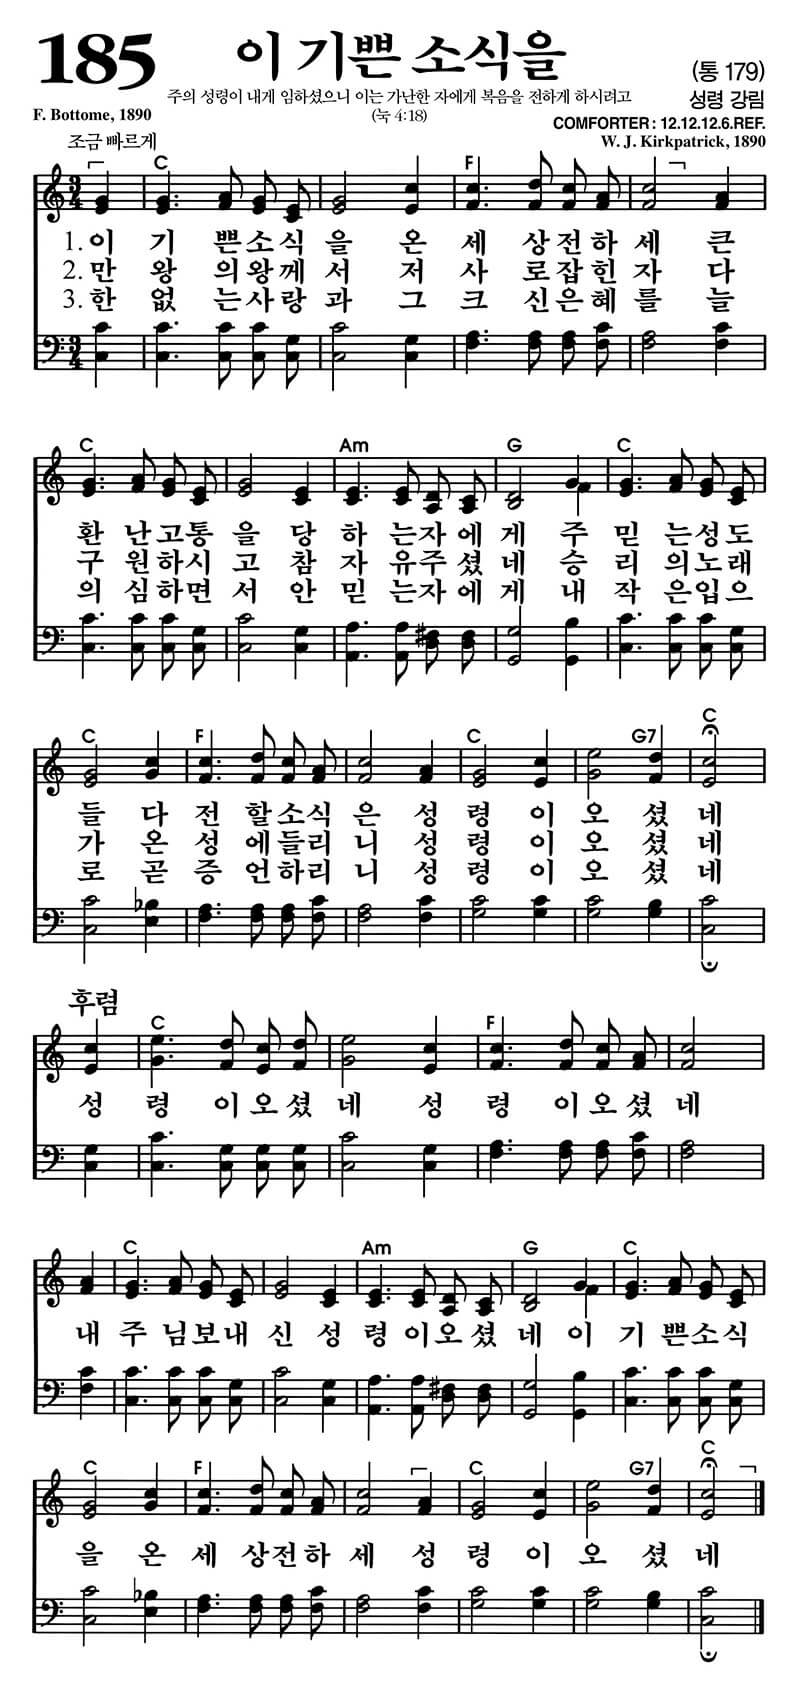 185 이 기쁜 소식을
(통 179)
주의 성령이 내게 임하셨으니 이는 가난한 자에게 복음을 전하게 하시려고
성령 강림
F. Bottome, 1890
(눅 4:18)
COMFORTER : 12.12.12.6.REF.
조금 빠르게
W. J. Kirkpatrick, 1890
C F
1. 이 기 쁜 소 식 을 온 세 상 전 하 세 큰
2. 만 왕 의 왕 께 서 저 사 로 잡 힌 자 다
3. 한 없 는 사 랑 과 그 크 신 은 혜 를 늘
C Am G C
환 난 고 통 을 당 하 는 자 에 게 주 믿 는 성 도
구 원 하 시 고 참 자 유 주 셨 네 승 리 의 노 래
의 심 하 면 서 안 믿 는 자 에 게 내 작 은 입 으
C F C G7 C
들 다 전 할 소 식 은 성 령 이 오 셨 네
가 온 성 에 들 리 니 성 령 이 오 셨 네
로 곧 증 언 하 리 니 성 령 이 오 셨 네
후렴
C F
성 령 이 오 셨 네 성 령 이 오 셨 네
C Am G C
내 주 님 보 내 신 성 령 이 오 셨 네 이 기 쁜 소 식
C F C G7 C
을 온 세 상 전 하 세 성 령 이 오 셨 네